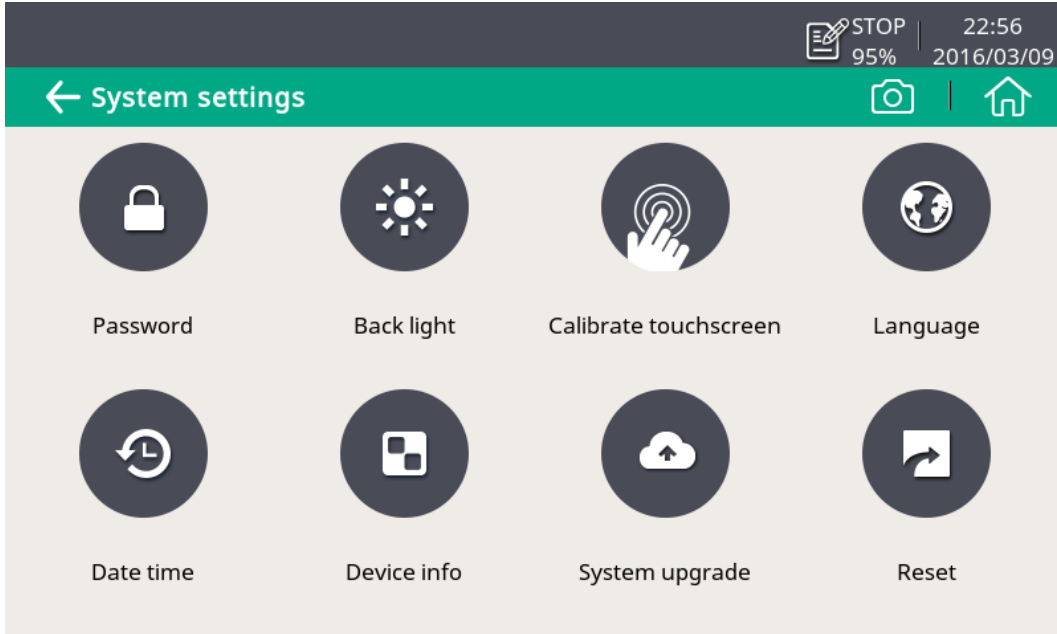 STOP 22:56
95% 2016/03/09
System settings
Password Back light Calibrate touchscreen Language
Date time Device info System upgrade Reset